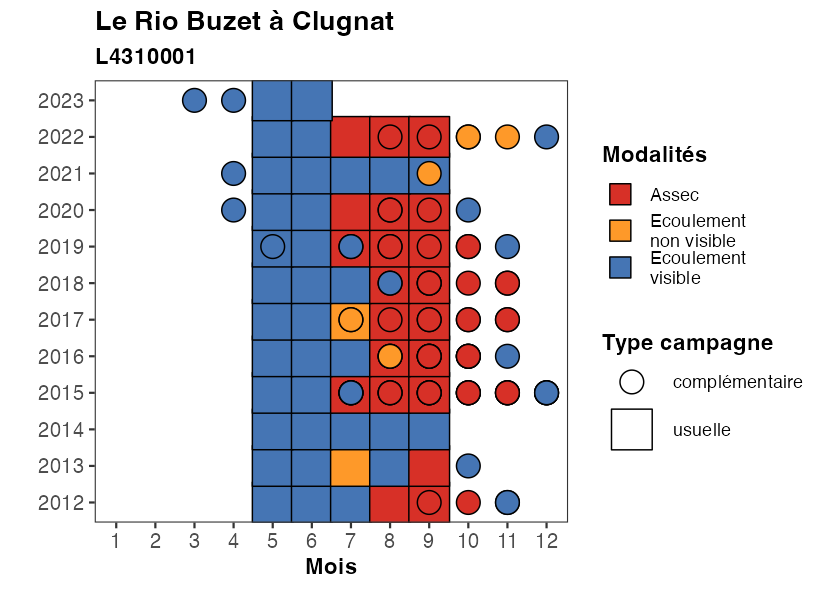 Le Rio Buzet à Clugnat
L4310001
2023
2022
2021
2020
2019
2018
2017
2016
2015
2014
2013
2012
1 2 3 4 5 6 7 8 9 10 11 12
Mois
Modalités
Assec
Ecoulement
non visible
Ecoulement
visible
Type campagne
complémentaire
usuelle